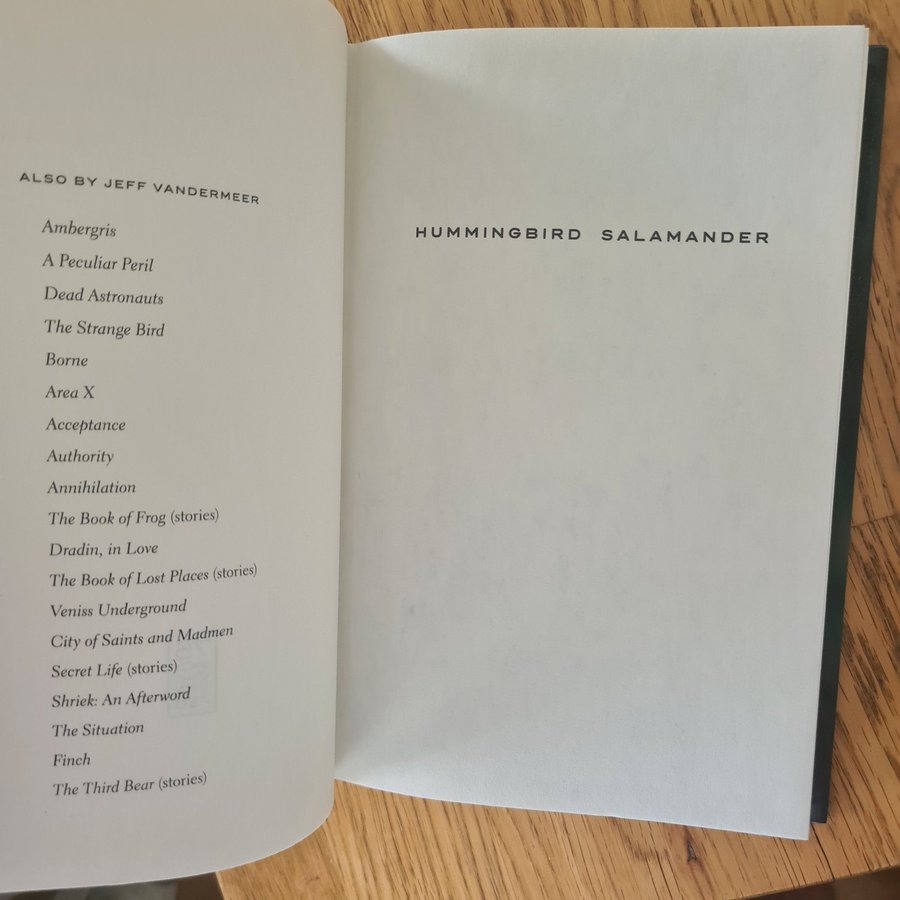 ALSO BY JEFF VANDERMEER
Ambergris
A Peculiar Peril
Dead Astronauts
The Strange Bird
Borne
Area X
Acceptance
Authority
Annihilation
The Book of Frog (stories)
Dradin, in Love
The Book of Lost Places (stories)
Veniss Underground
City of Saints and Madmen
Secret Life (stories)
Shriek: An Afterword
The Situation
Finch
The Third Bear (stories)
HUMMINGBIRD SALAMANDER